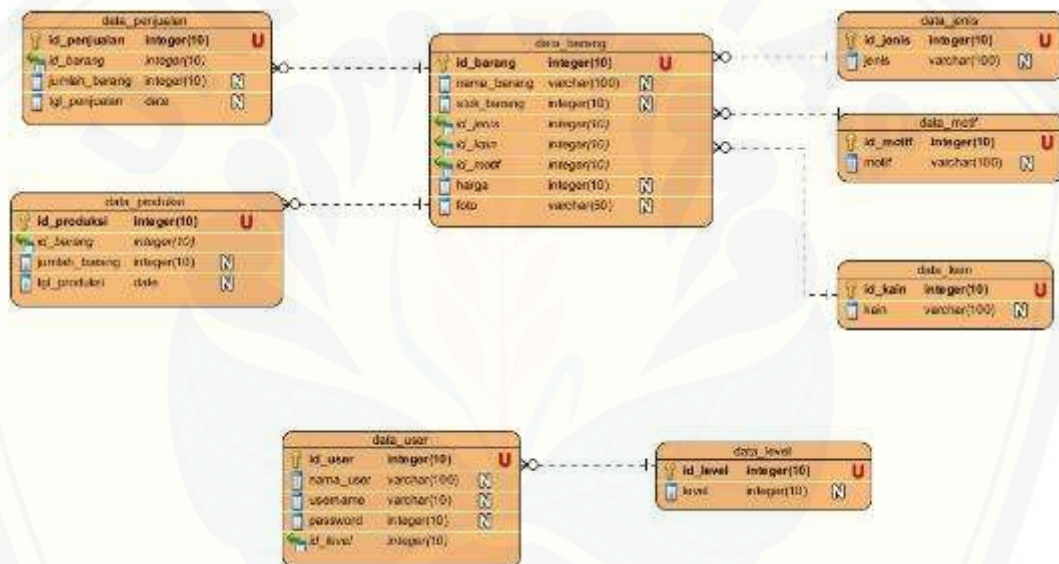 data_penjualan
id_penjualan integer(10) U
id_barang integer(10)
jumlah_barang integer(10) N
tgl_penjualan date N
data_barang
id_barang integer(10) U
nama_barang varchar(100) N
stok_barang integer(10) N
id_jenis integer(10)
id_kain integer(10)
id_motif integer(10)
harga integer(10) N
foto varchar(50) N
data_jenis
id_jenis integer(10) U
jenis varchar(100) N
data_motif
id_motif integer(10) U
motif varchar(100) N
data_produksi
id_produksi integer(10) U
id_barang integer(10)
jumlah_barang integer(10) N
tgl_produksi date N
data_kain
id_kain integer(10) U
kain varchar(100) N
data_user
id_user integer(10) U
nama_user varchar(100) N
username varchar(10) N
password integer(10) N
id_level integer(10)
data_level
id_level integer(10) U
level integer(10) N